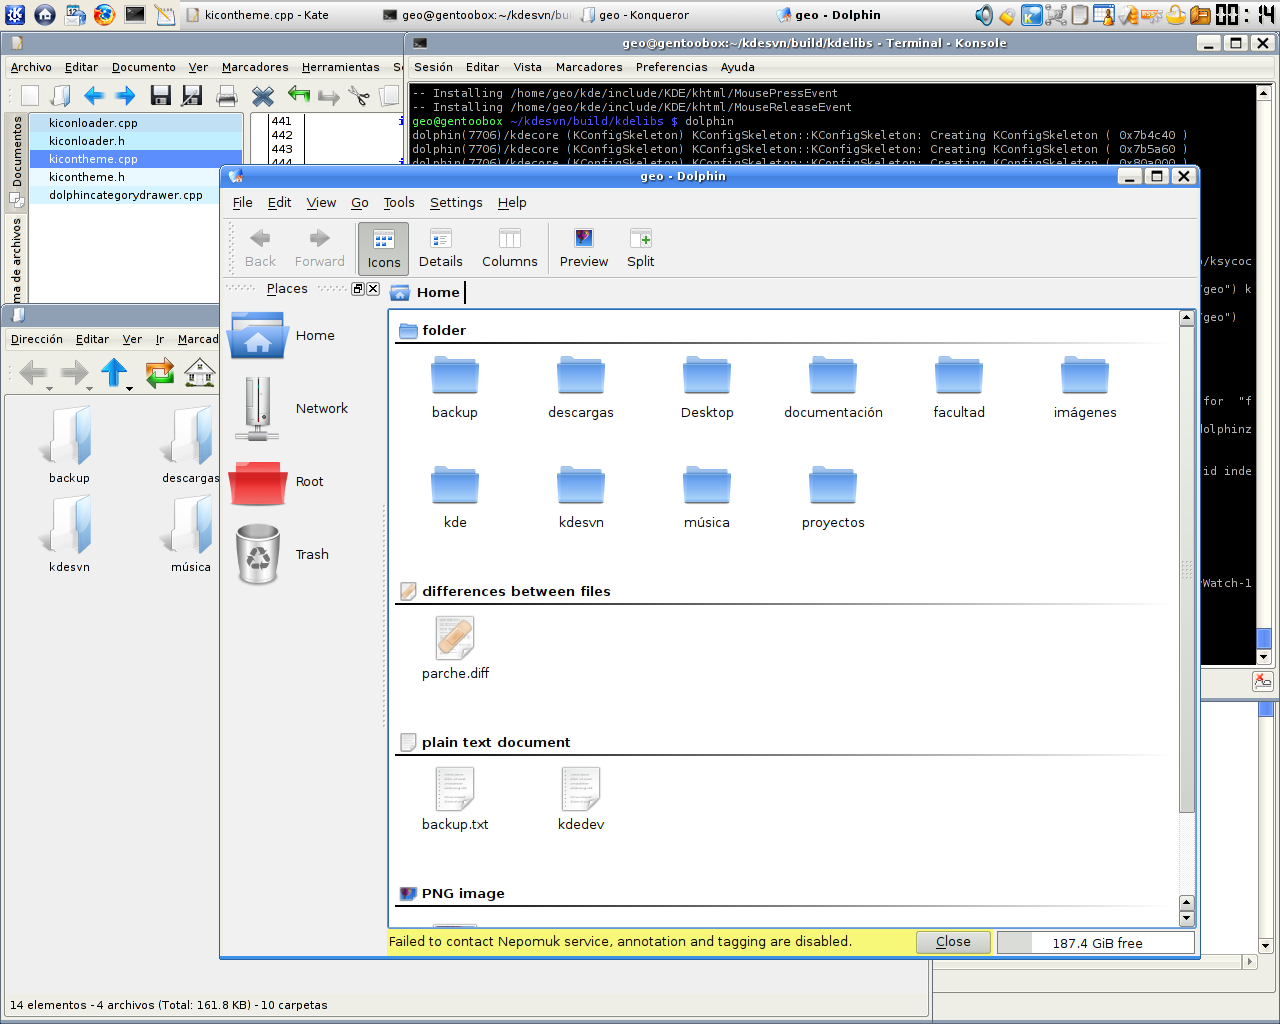 kicontheme.cpp - Kate
geo@gentoobox:~/kdesvn/bu
geo - Konqueror
geo - Dolphin
00:14
geo@gentoobox:~/kdesvn/build/kdelibs - Terminal - Konsole
Archivo Editar Documento Ver Marcadores Herramientas
Sesión Editar Vista Marcadores Preferencias Ayuda
Documentos
ma de archivos
kiconloader.cpp
kiconloader.h
kicontheme.cpp
kicontheme.h
dolphincategorydrawer.cpp
441
442
443
444
-- Installing /home/geo/kde/include/KDE/khtml/MousePressEvent
-- Installing /home/geo/kde/include/KDE/khtml/MouseReleaseEvent
geo@gentoobox ~/kdesvn/build/kdelibs $ dolphin
dolphin(7706)/kdecore (KConfigSkeleton) KConfigSkeleton::KConfigSkeleton: Creating KConfigSkeleton ( 0x7b4c40 )
dolphin(7706)/kdecore (KConfigSkeleton) KConfigSkeleton::KConfigSkeleton: Creating KConfigSkeleton ( 0x7b5a60 )
dolphin(7706)/kdecore (KConfigSkeleton) KConfigSkeleton::KConfigSkeleton: Creating KConfigSkeleton ( 0x80a000 )
/ksycoc
geo") k
geo")
for "f
dolphinz
id inde
Watch-1
geo - Dolphin
File Edit View Go Tools Settings Help
Back Forward Icons Details Columns Preview Split
Places
Home
Home
Network
Root
Trash
folder
backup descargas Desktop documentación facultad imágenes
kde kdesvn música proyectos
differences between files
parche.diff
plain text document
backup.txt kdedev
PNG image
Failed to contact Nepomuk service, annotation and tagging are disabled.
Close
187.4 GiB free
Dirección Editar Ver Ir Marcad
backup descargas
kdesvn música
14 elementos - 4 archivos (Total: 161.8 KB) - 10 carpetas